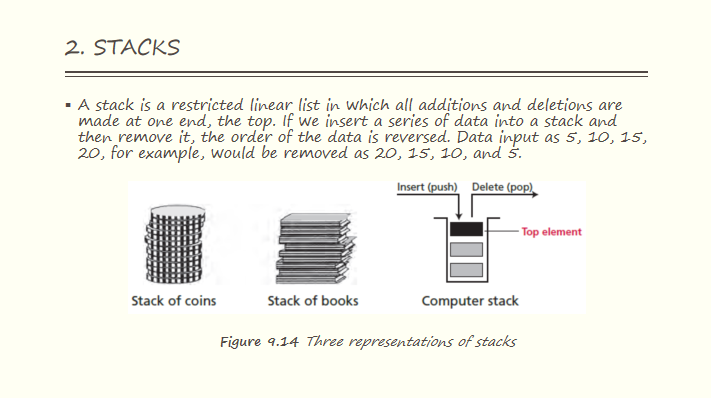 2. STACKS
▪ A stack is a restricted linear list in which all additions and deletions are
made at one end, the top. If we insert a series of data into a stack and
then remove it, the order of the data is reversed. Data input as 5, 10, 15,
20, for example, would be removed as 20, 15, 10, and 5.
Insert (push) Delete (pop)
Top element
Stack of coins Stack of books Computer stack
Figure 9.14 Three representations of stacks